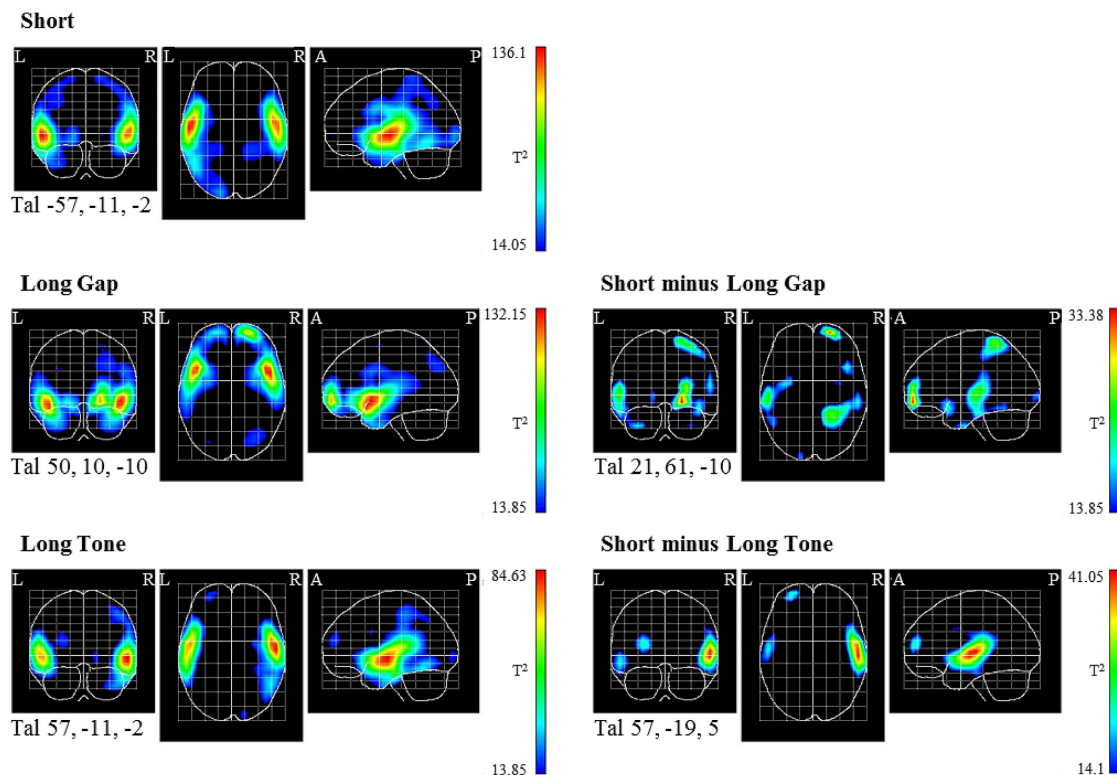 Short
L R L R A P
136.1
T²
14.05
Tal -57, -11, -2
Long Gap
L R L R A P
132.15
T²
13.85
Tal 50, 10, -10
Short minus Long Gap
L R L R A P
33.38
T²
13.85
Tal 21, 61, -10
Long Tone
L R L R A P
84.63
T²
13.85
Tal 57, -11, -2
Short minus Long Tone
L R L R A P
41.05
T²
14.1
Tal 57, -19, 5